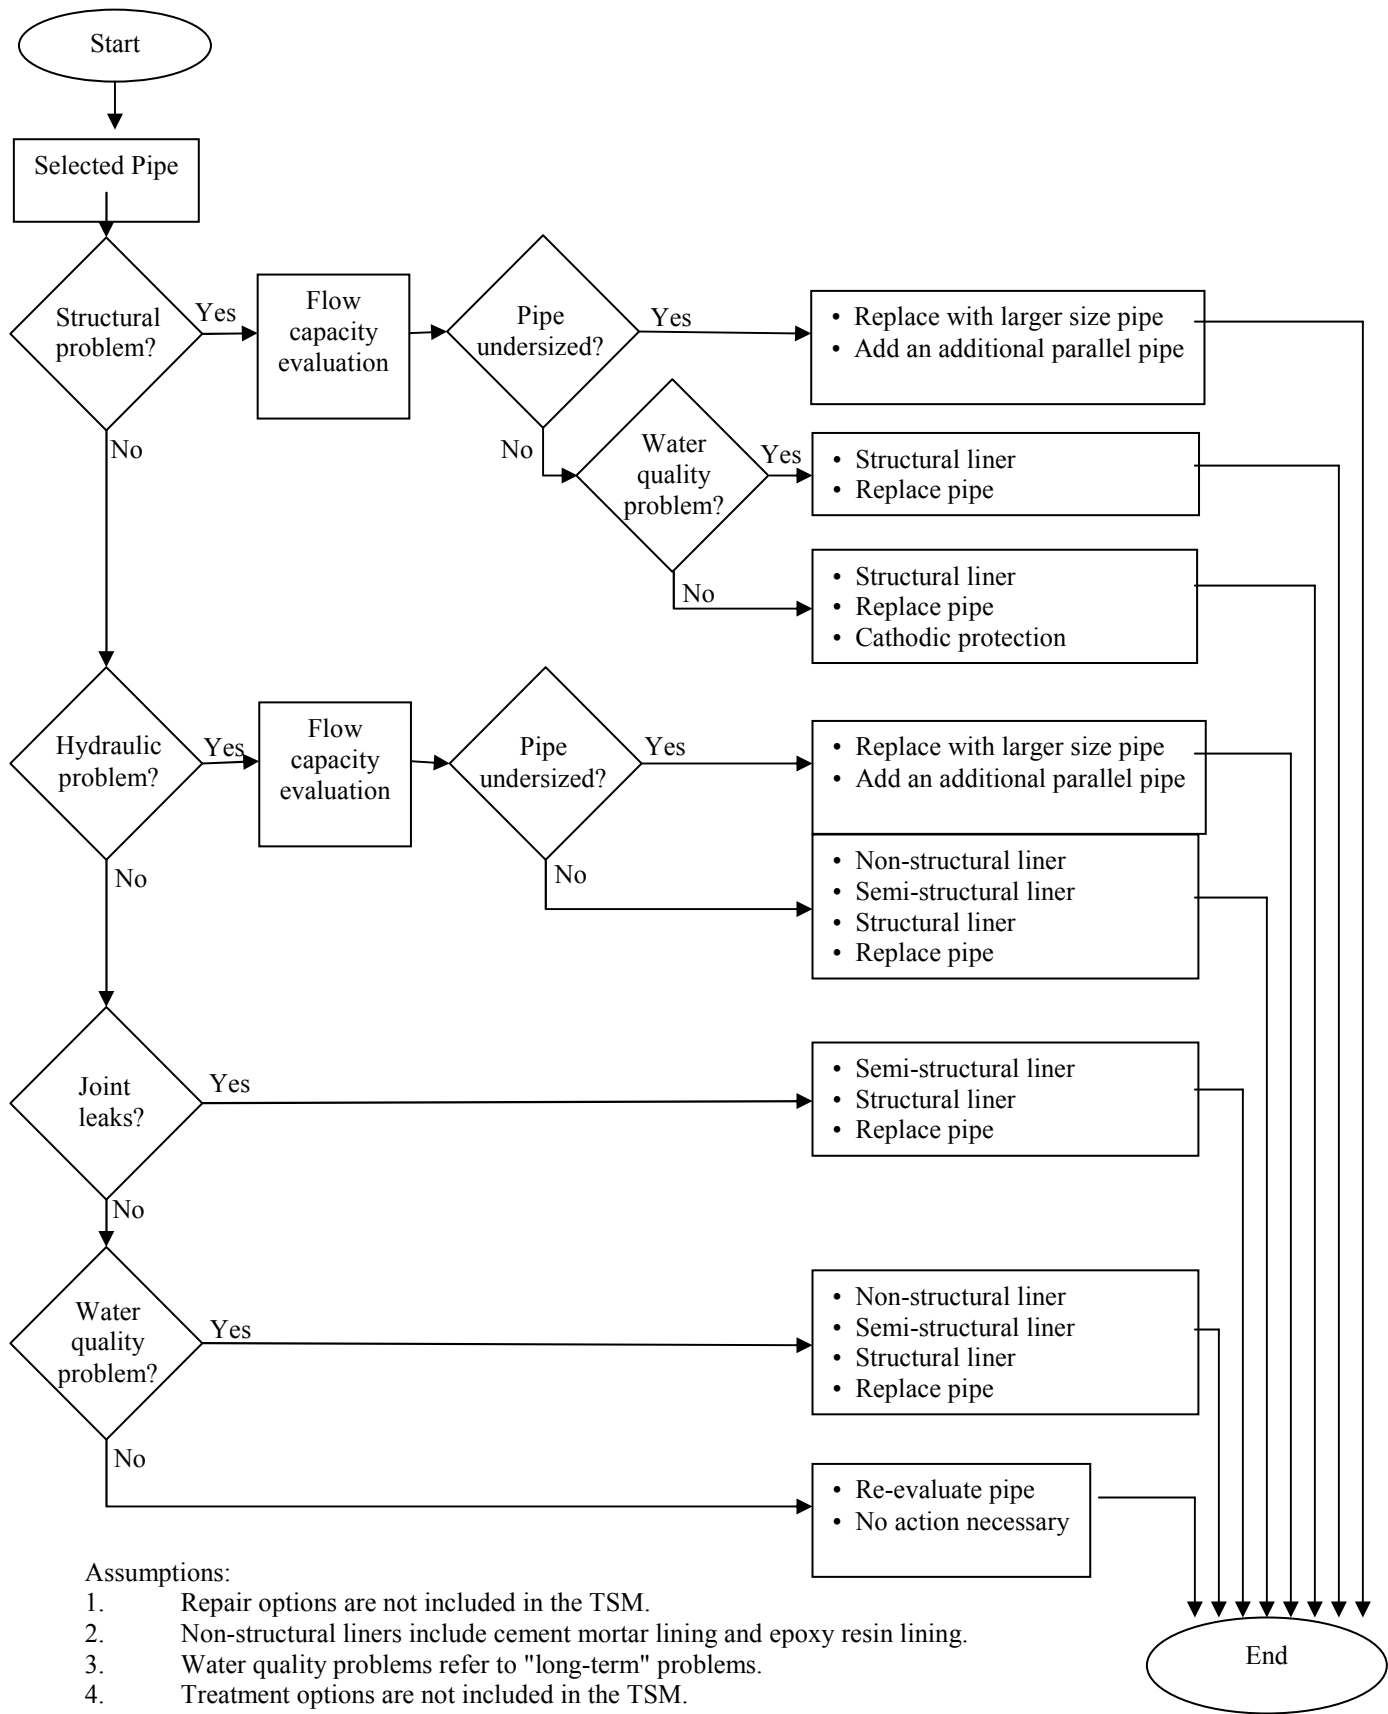 Start
Selected Pipe
Structural
problem?
Yes
Flow
capacity
evaluation
Pipe
undersized?
Yes
• Replace with larger size pipe
• Add an additional parallel pipe
No
No
Water
quality
problem?
Yes
• Structural liner
• Replace pipe
No
• Structural liner
• Replace pipe
• Cathodic protection
Hydraulic
problem?
Yes
Flow
capacity
evaluation
Pipe
undersized?
Yes
• Replace with larger size pipe
• Add an additional parallel pipe
No
No
• Non-structural liner
• Semi-structural liner
• Structural liner
• Replace pipe
Joint
leaks?
Yes
• Semi-structural liner
• Structural liner
• Replace pipe
No
Water
quality
problem?
Yes
• Non-structural liner
• Semi-structural liner
• Structural liner
• Replace pipe
No
• Re-evaluate pipe
• No action necessary
Assumptions:
1. Repair options are not included in the TSM.
2. Non-structural liners include cement mortar lining and epoxy resin lining.
3. Water quality problems refer to "long-term" problems.
4. Treatment options are not included in the TSM.
End